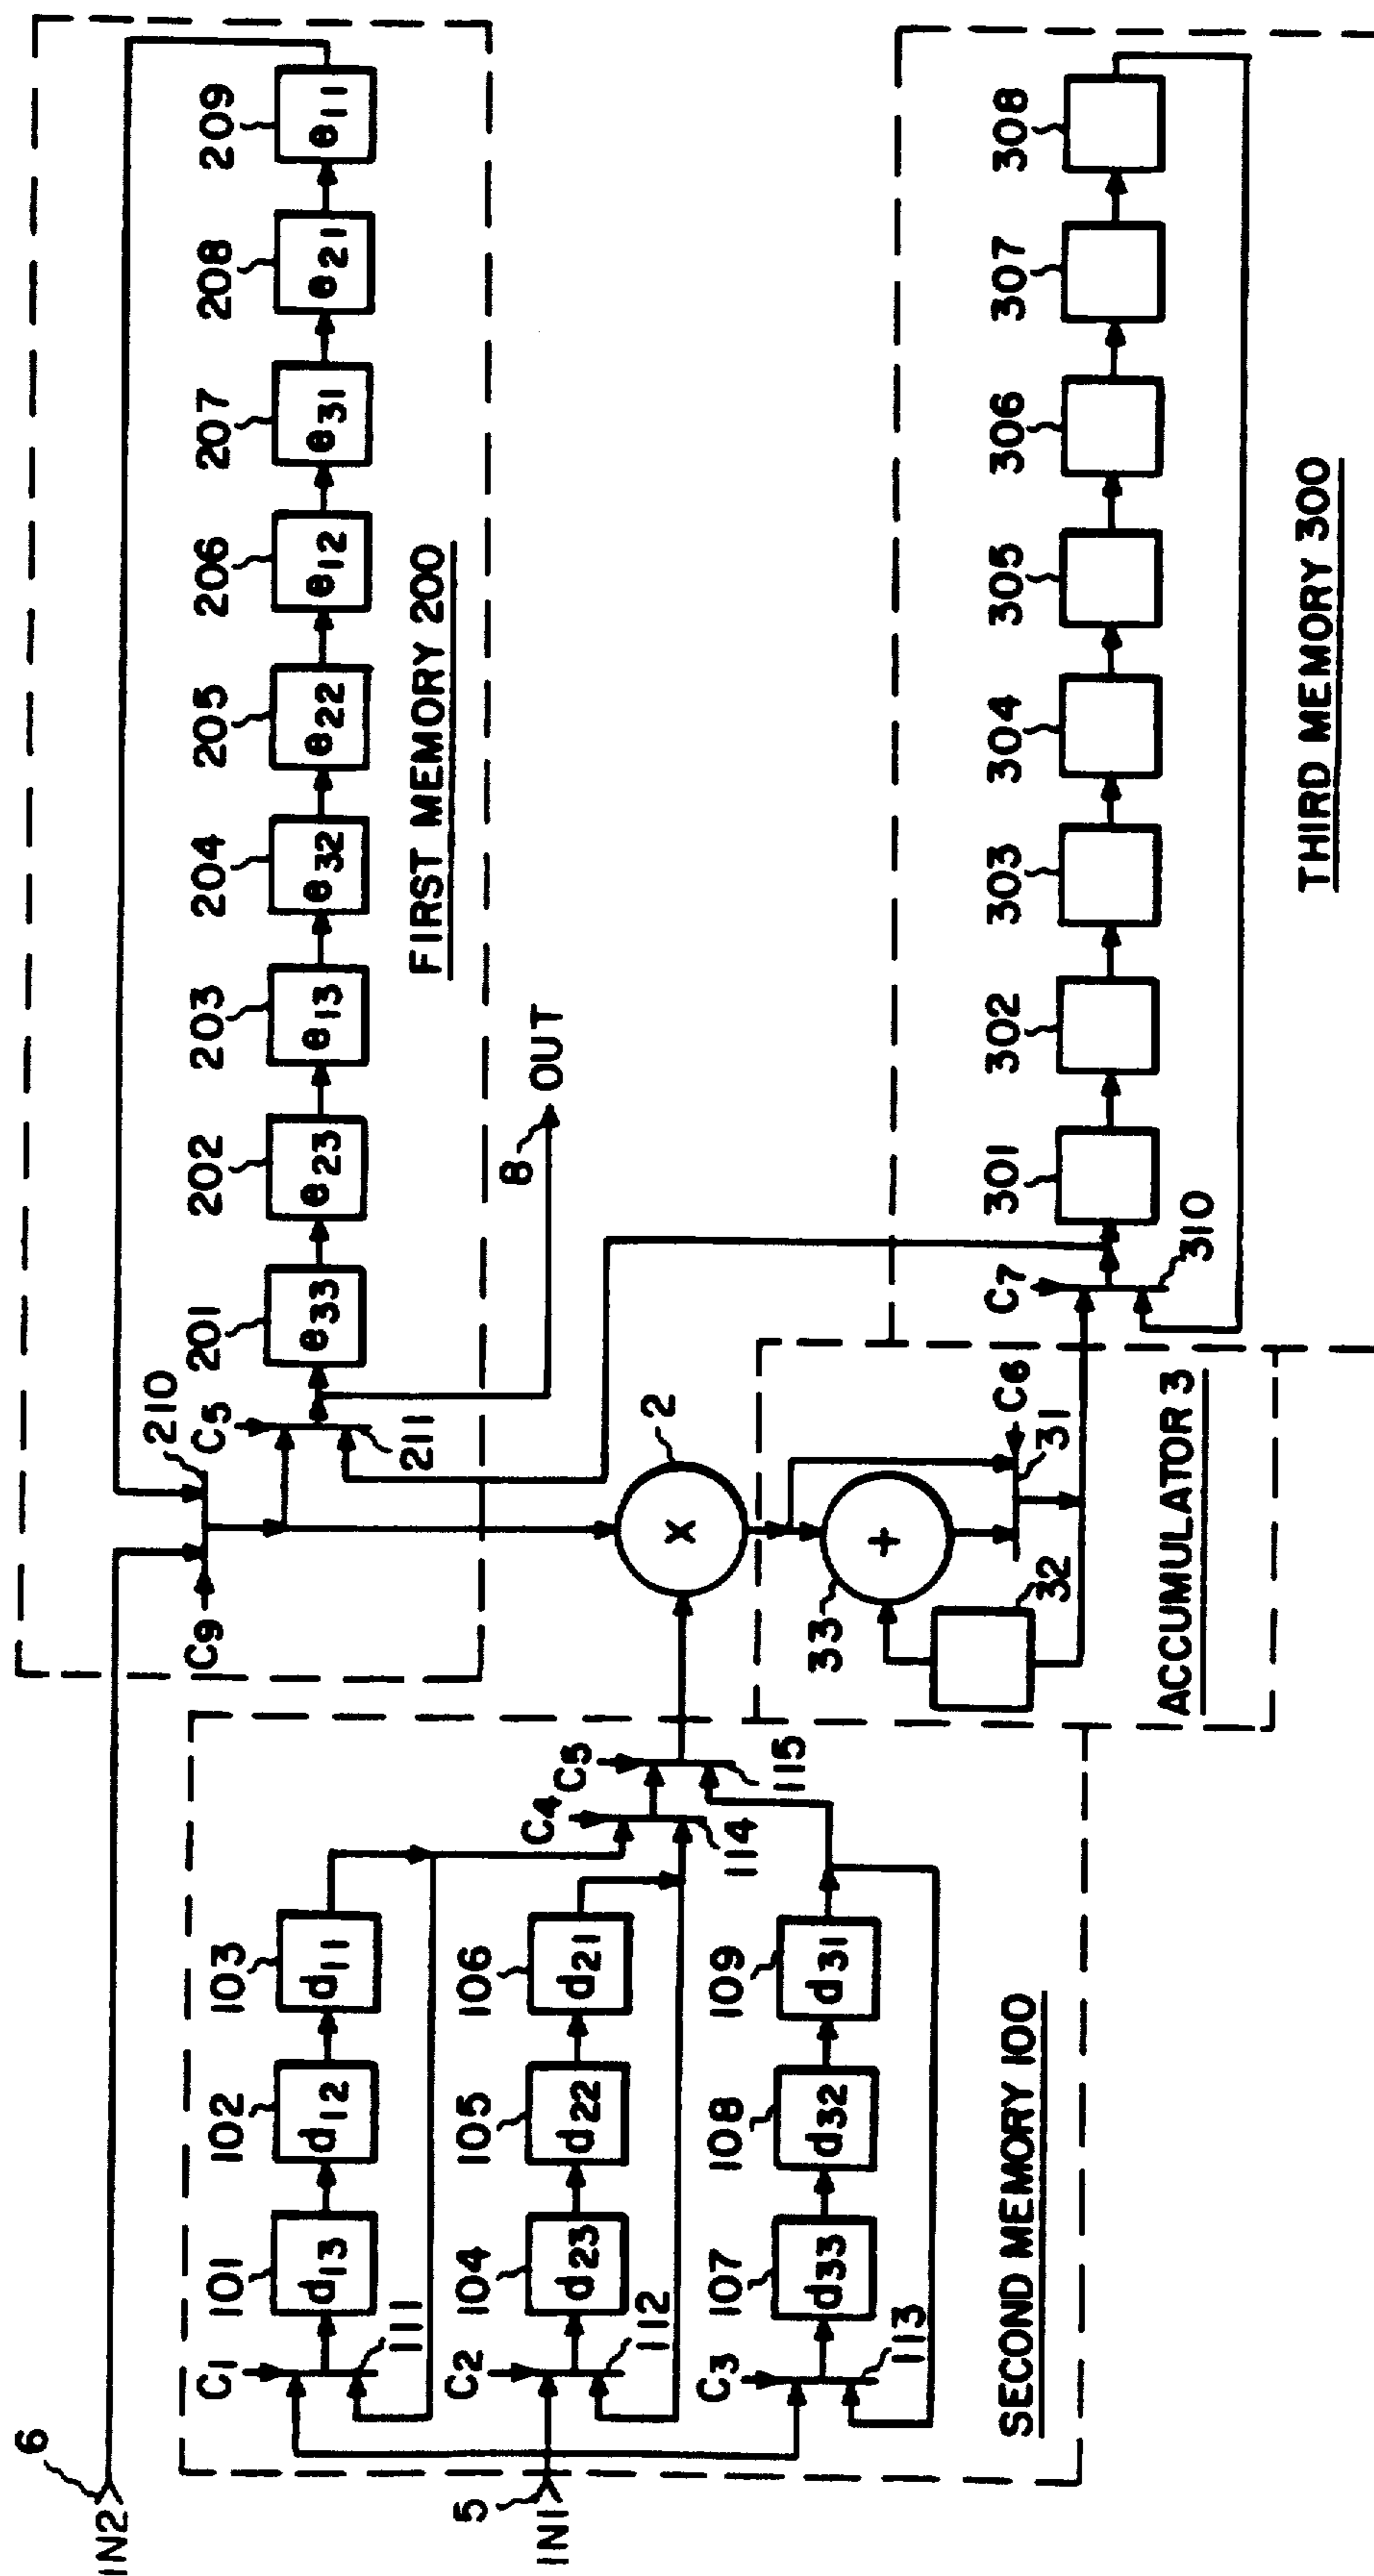 IN2
6
C9
210
C5
211
201
202
203
204
205
206
207
208
209
e33
e23
e13
e32
e22
e12
e31
e21
e11
FIRST MEMORY 200
8
OUT
IN1
5
C1
101
102
103
d13
d12
d11
111
C2
104
105
106
d23
d22
d21
112
C3
107
108
109
d33
d32
d31
113
C4
114
C5
115
SECOND MEMORY 100
X
2
33
+
32
31
C6
ACCUMULATOR 3
C7
310
301
302
303
304
305
306
307
308
THIRD MEMORY 300